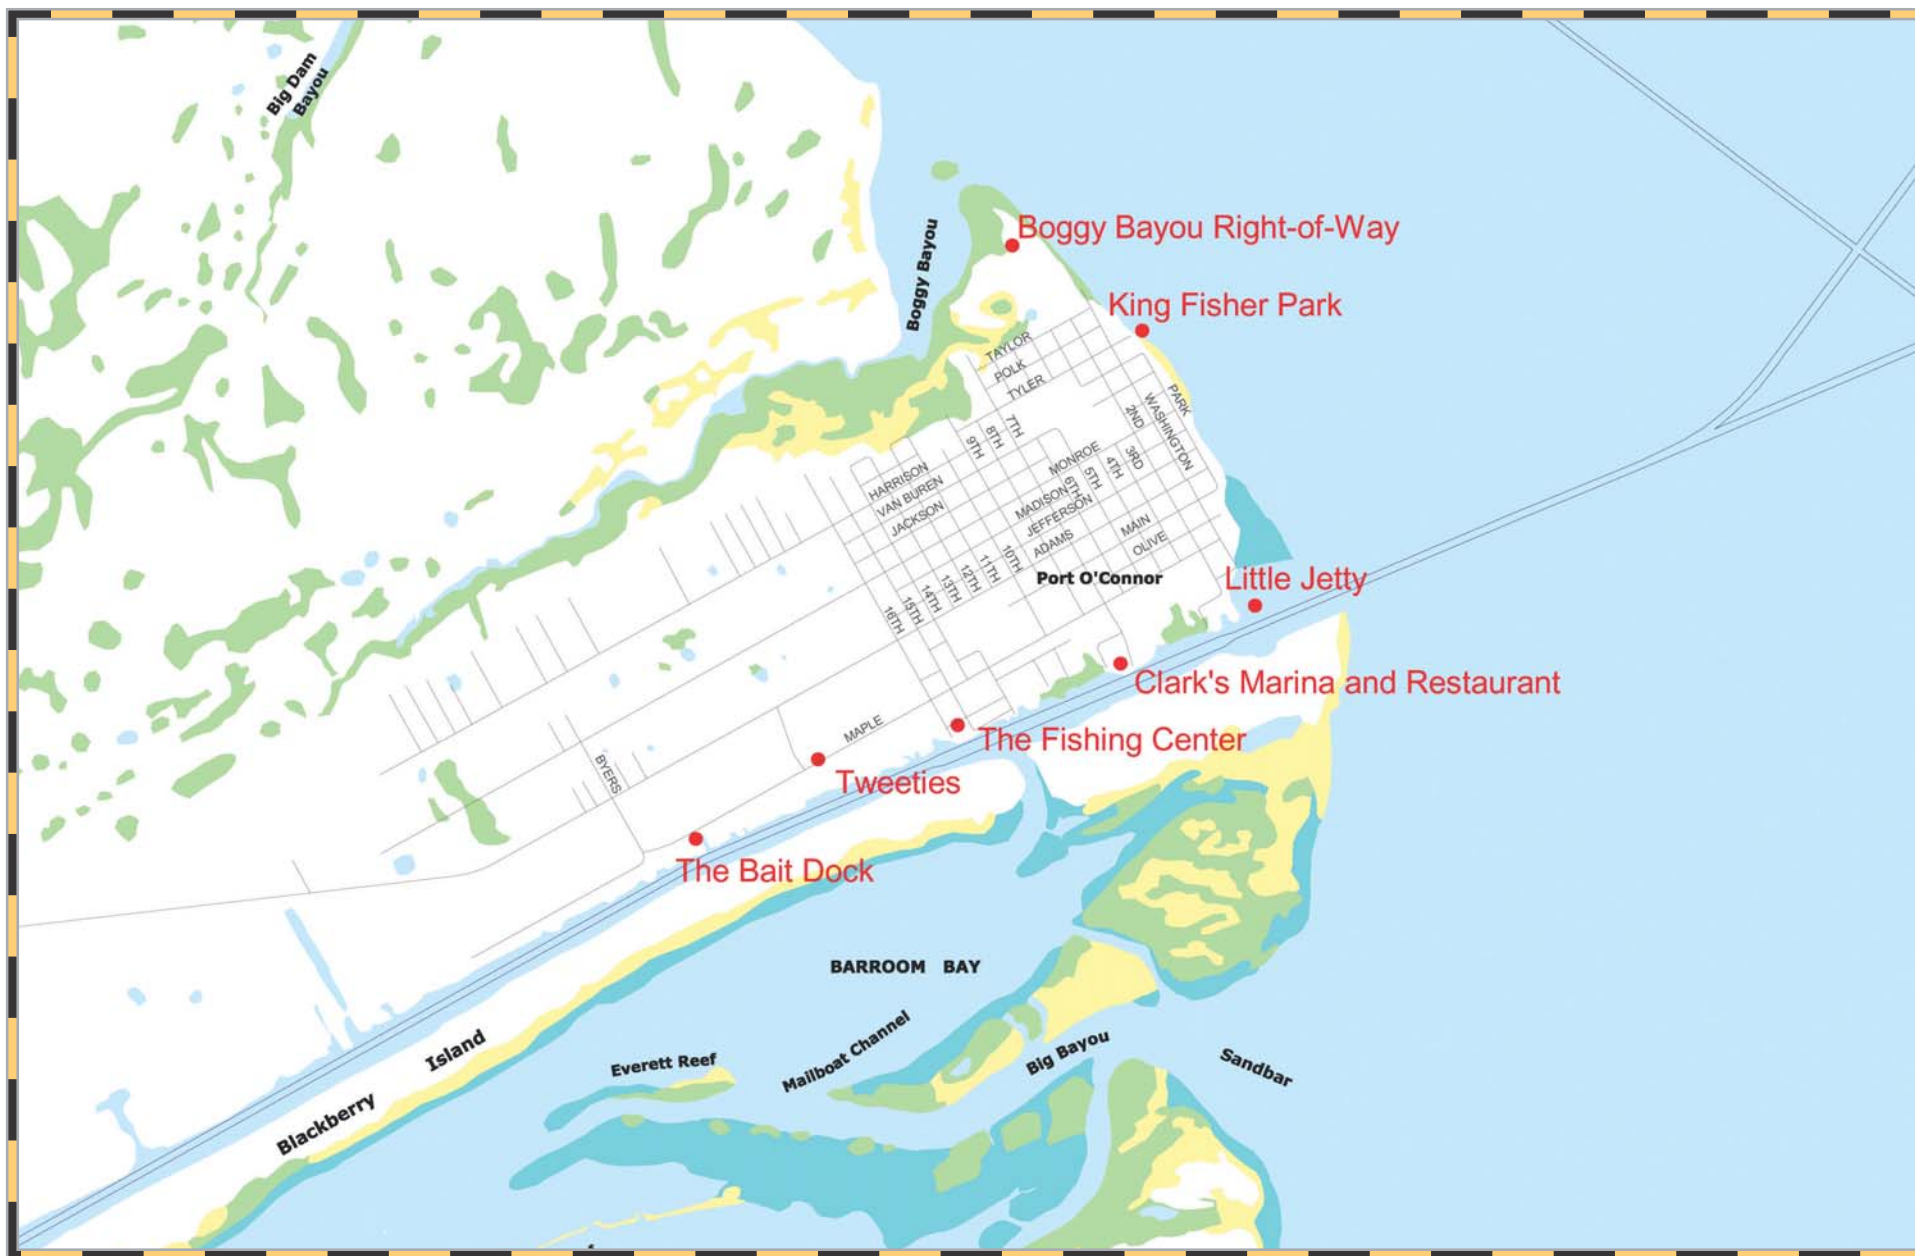 Big Dam
Bayou
Boggy Bayou
Boggy Bayou Right-of-Way
King Fisher Park
TAYLOR
POLK
TYLER
PARK
WASHINGTON
2ND
3RD
4TH
5TH
6TH
7TH
8TH
9TH
MONROE
HARRISON
VAN BUREN
JACKSON
MADISON
JEFFERSON
ADAMS
MAIN
OLIVE
10TH
11TH
12TH
13TH
14TH
15TH
16TH
Port O'Connor
Little Jetty
Clark's Marina and Restaurant
MAPLE
The Fishing Center
BYERS
Tweeties
The Bait Dock
BARROOM BAY
Mailboat Channel
Big Bayou
Sandbar
Everett Reef
Blackberry Island